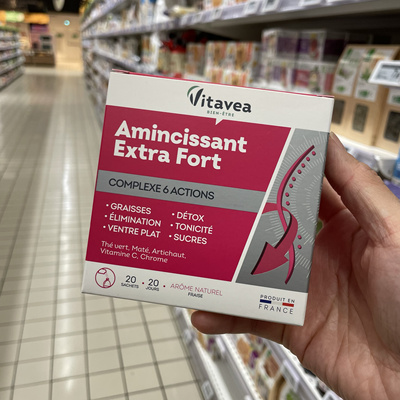 Vitavea
BIEN-ÊTRE
Amincissant
Extra Fort
COMPLEXE 6 ACTIONS
• GRAISSES
• ÉLIMINATION
• VENTRE PLAT
• DÉTOX
• TONICITÉ
• SUCRES
Thé vert, Maté, Artichaut,
Vitamine C, Chrome
20 SACHETS • 20 JOURS
ARÔME NATUREL
FRAISE
PRODUIT EN
FRANCE